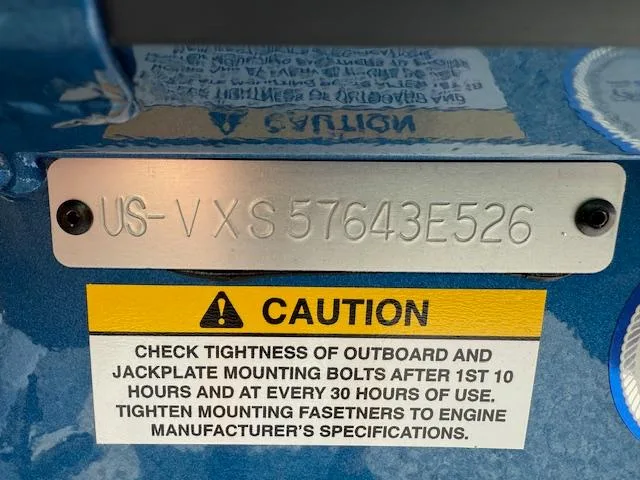 US-VXS57643E526
CAUTION
CHECK TIGHTNESS OF OUTBOARD AND
JACKPLATE MOUNTING BOLTS AFTER 1ST 10
HOURS AND AT EVERY 30 HOURS OF USE.
TIGHTEN MOUNTING FASETNERS TO ENGINE
MANUFACTURER'S SPECIFICATIONS.